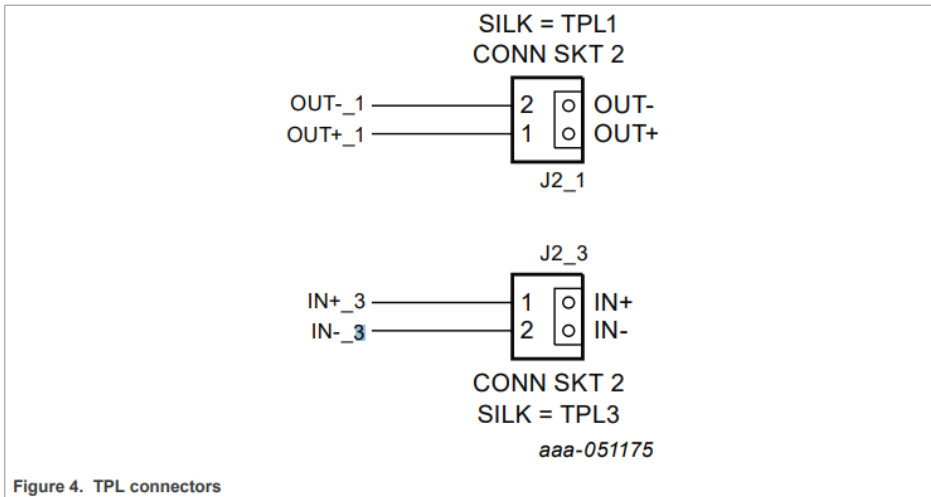 SILK = TPL1
CONN SKT 2
OUT-_1 2 OUT-
OUT+_1 1 OUT+
J2_1
J2_3
IN+_3 1 IN+
IN-_3 2 IN-
CONN SKT 2
SILK = TPL3
aaa-051175
Figure 4. TPL connectors